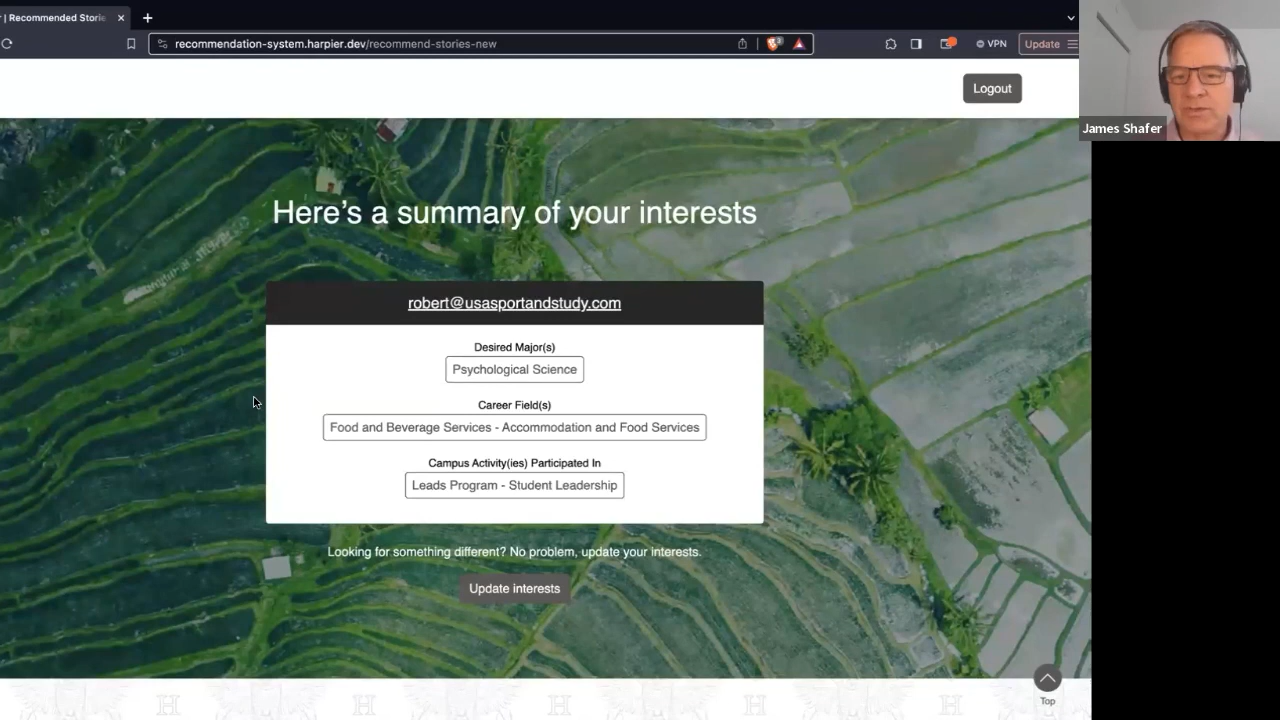 r | Recommended Storie
recommendation-system.harpier.dev/recommend-stories-new
VPN
Update
Logout
James Shafer
Here's a summary of your interests
robert@usasportandstudy.com
Desired Major(s)
Psychological Science
Career Field(s)
Food and Beverage Services - Accommodation and Food Services
Campus Activity(ies) Participated In
Leads Program - Student Leadership
Looking for something different? No problem, update your interests.
Update interests
Top
H H H H H